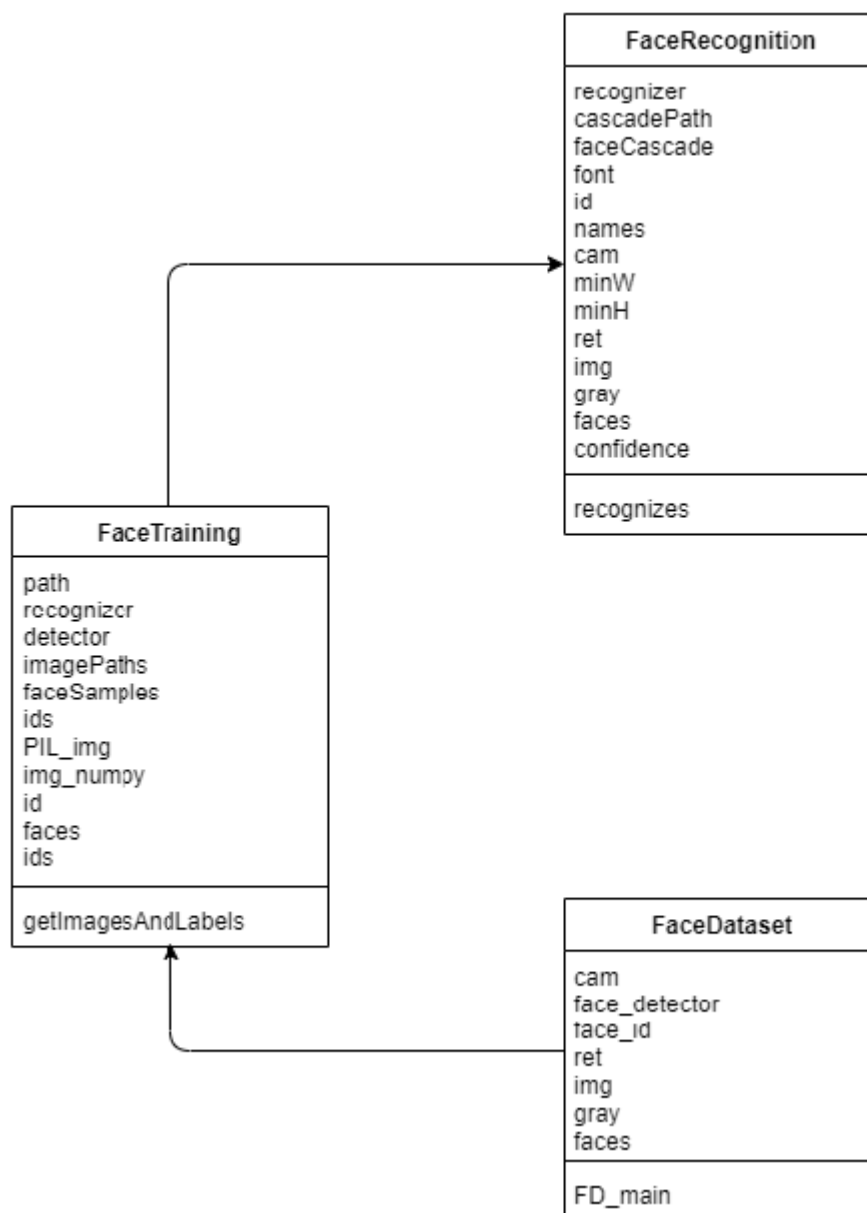 FaceRecognition
recognizer
cascadePath
faceCascade
font
id
names
cam
minW
minH
ret
img
gray
faces
confidence
recognizes
FaceTraining
path
recognizer
detector
imagePaths
faceSamples
ids
PIL_img
img_numpy
id
faces
ids
getImagesAndLabels
FaceDataset
cam
face_detector
face_id
ret
img
gray
faces
FD_main